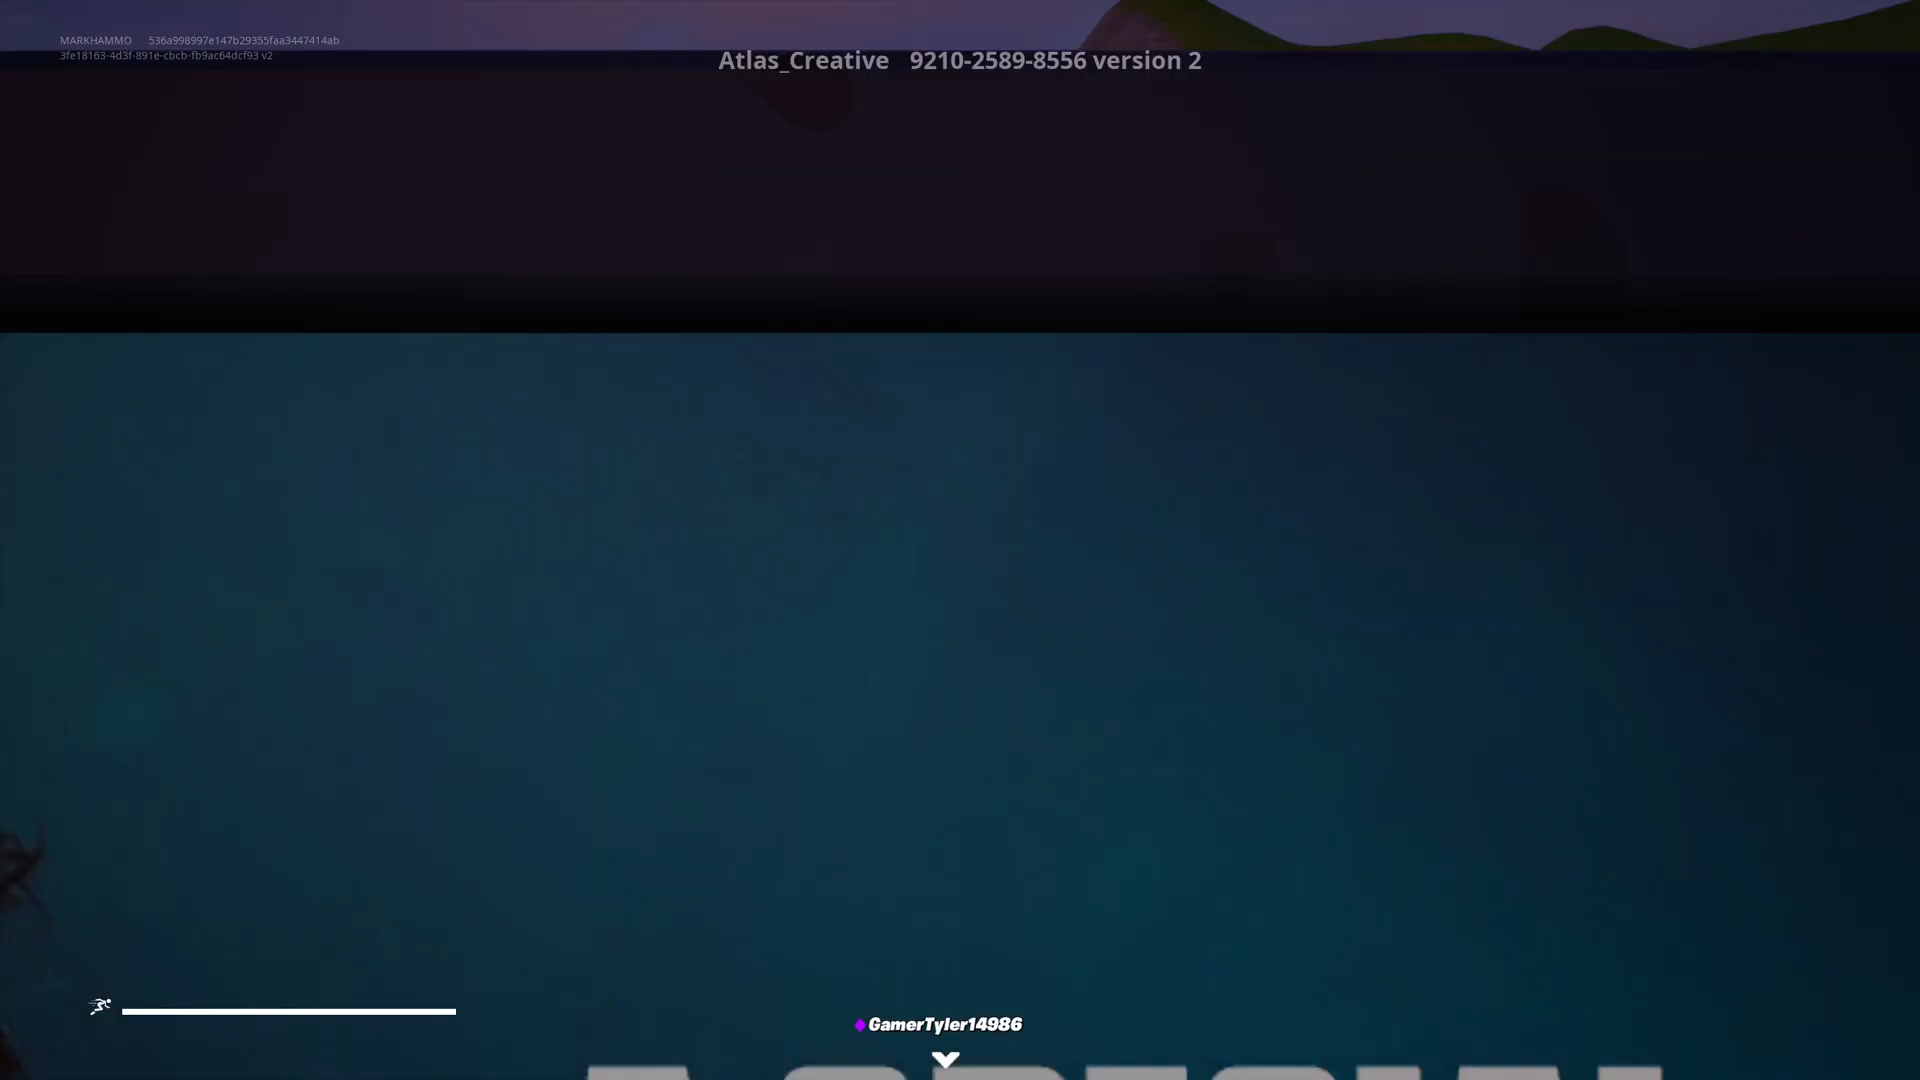 MARKHAMMO 536a998997e147b29355faa3447414ab
3fe18163-4d3f-891e-cbcb-fb9ac64dcf93 v2
Atlas_Creative 9210-2589-8556 version 2
GamerTyler14986